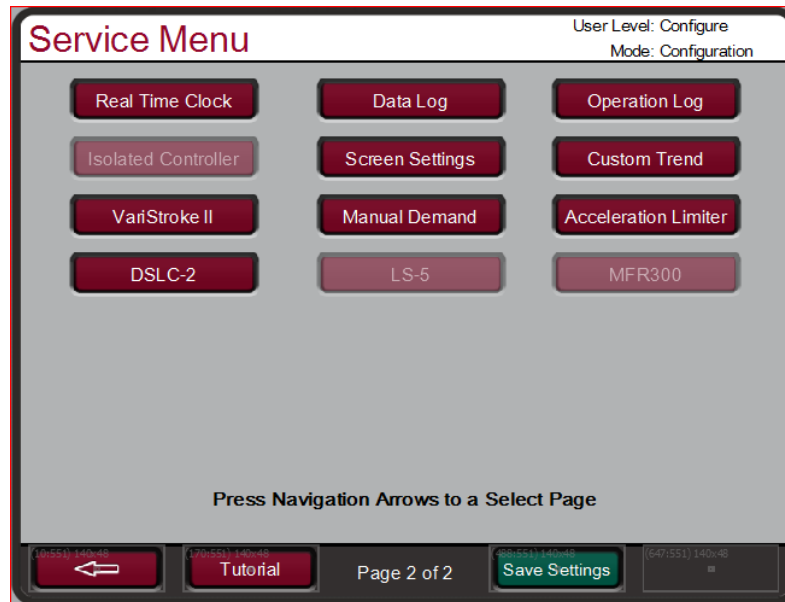 Service Menu
User Level: Configure
Mode: Configuration
Real Time Clock
Data Log
Operation Log
Isolated Controller
Screen Settings
Custom Trend
VariStroke II
Manual Demand
Acceleration Limiter
DSLC-2
LS-5
MFR300
Press Navigation Arrows to a Select Page
(10:551) 140x48
(170:551) 140x48
Tutorial
Page 2 of 2
(488:551) 140x48
Save Settings
(647:551) 140x48